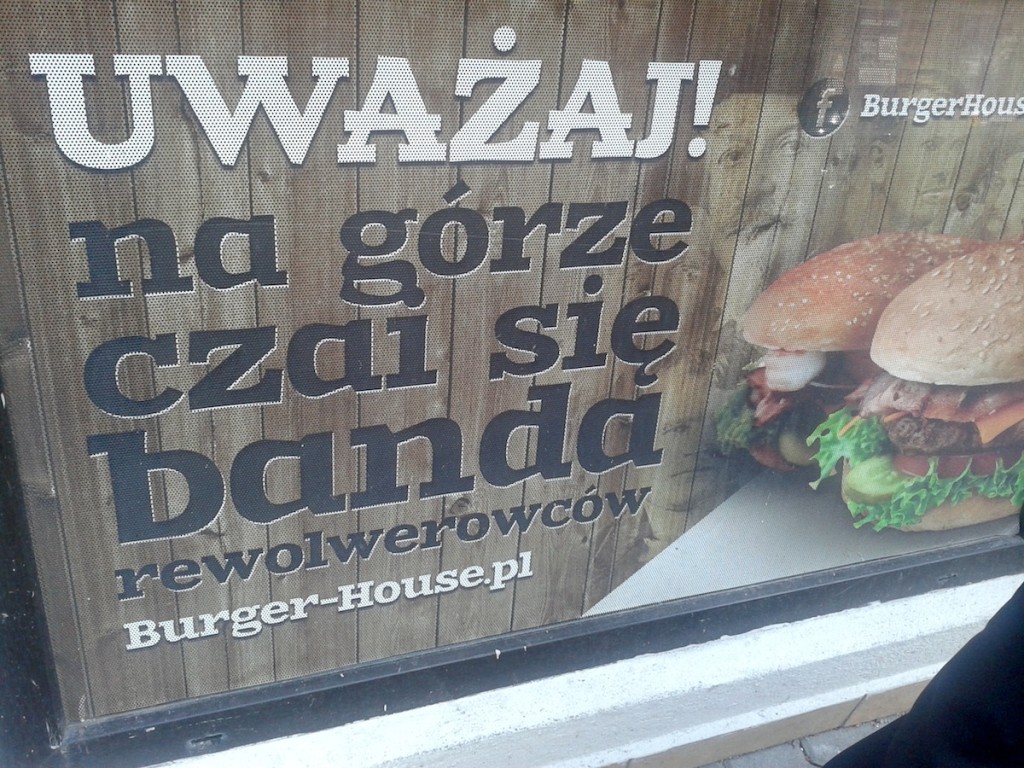 UWAŻAJ!
f BurgerHous
na górze
czai się
banda
rewolwerowców
Burger-House.pl